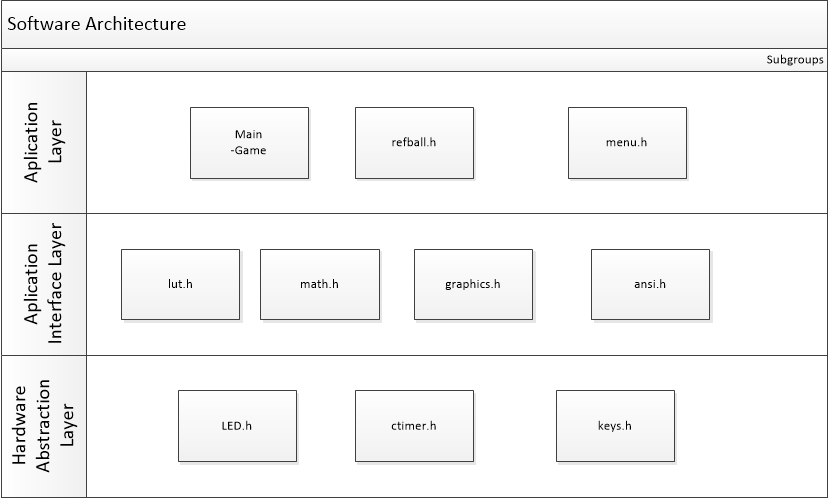 Software Architecture
Subgroups
Aplication
Layer
Main
-Game
refball.h
menu.h
Aplication
Interface Layer
lut.h
math.h
graphics.h
ansi.h
Hardware
Abstraction
Layer
LED.h
ctimer.h
keys.h